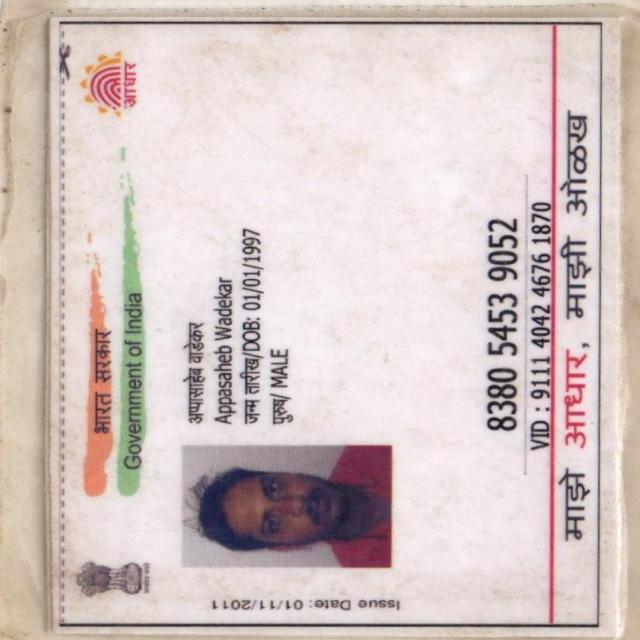 भारत सरकार
Government of India
आधार
अप्पासाहेब वाडेकर
Appasaheb Wadekar
जन्म तारीख/DOB: 01/01/1997
पुरुष/ MALE
Issue Date: 01/11/2011
8380 5453 9052
VID : 9111 4042 4676 1870
माझे आधार, माझी ओळख